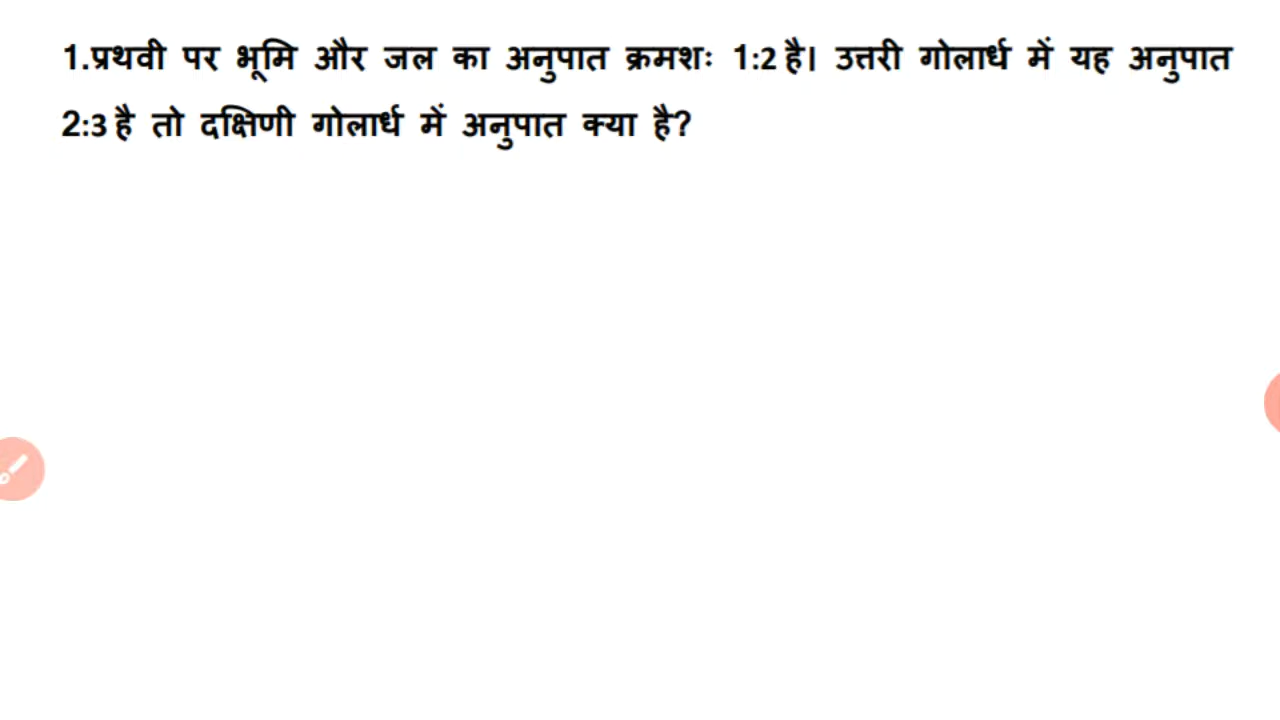 1.प्रथवी पर भूमि और जल का अनुपात क्रमशः 1:2 है। उत्तरी गोलार्ध में यह अनुपात
2:3 है तो दक्षिणी गोलार्ध में अनुपात क्या है?